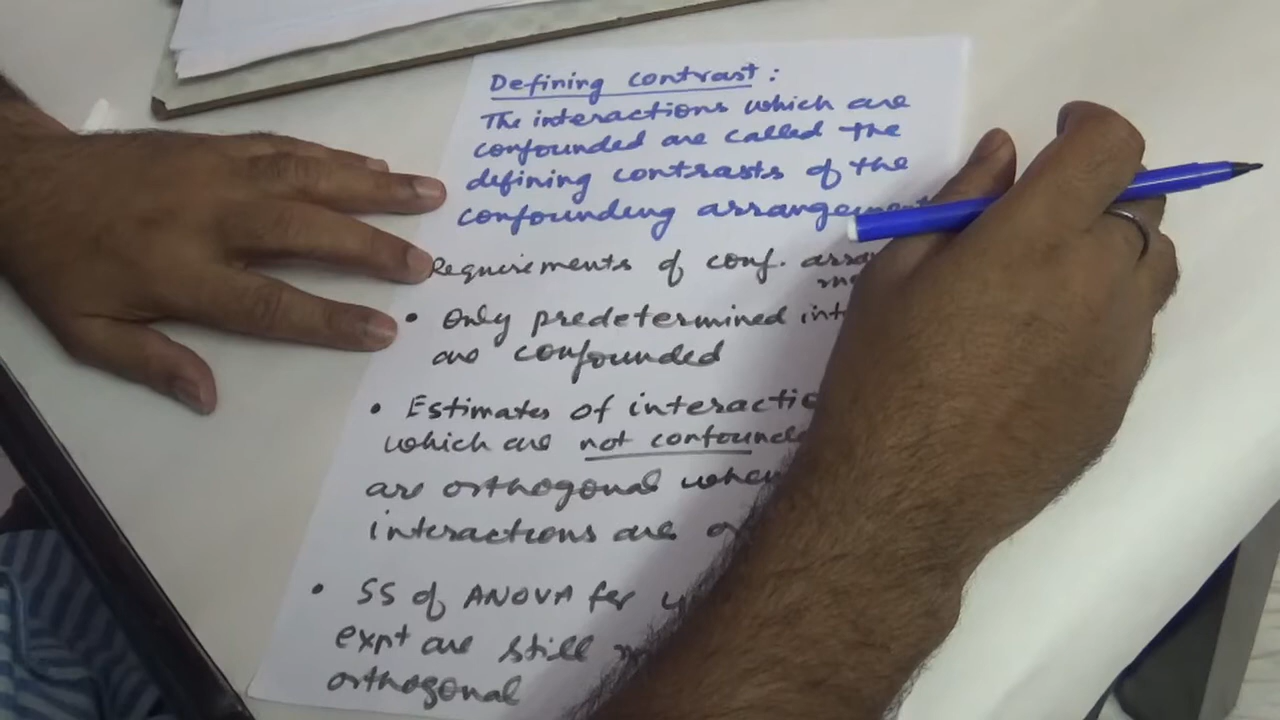 Defining contrast:
The interactions which are
confounded are called the
defining contrasts of the
confounding
Requirements of conf.
• Only predetermined
are confounded
• Estimates of
which are not
are orthogonal
interactions are
• SS of ANOVA for
expt are still
orthogonal